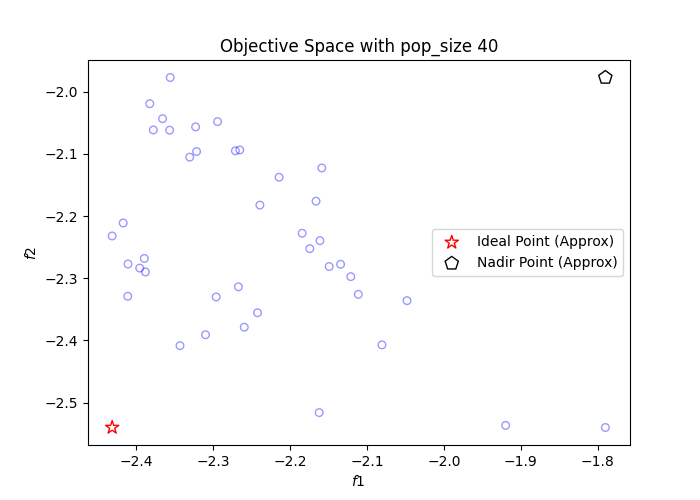 Objective Space with pop_size 40
f2
−2.0
−2.1
−2.2
−2.3
−2.4
−2.5
Ideal Point (Approx)
Nadir Point (Approx)
−2.4 −2.3 −2.2 −2.1 −2.0 −1.9 −1.8
f1